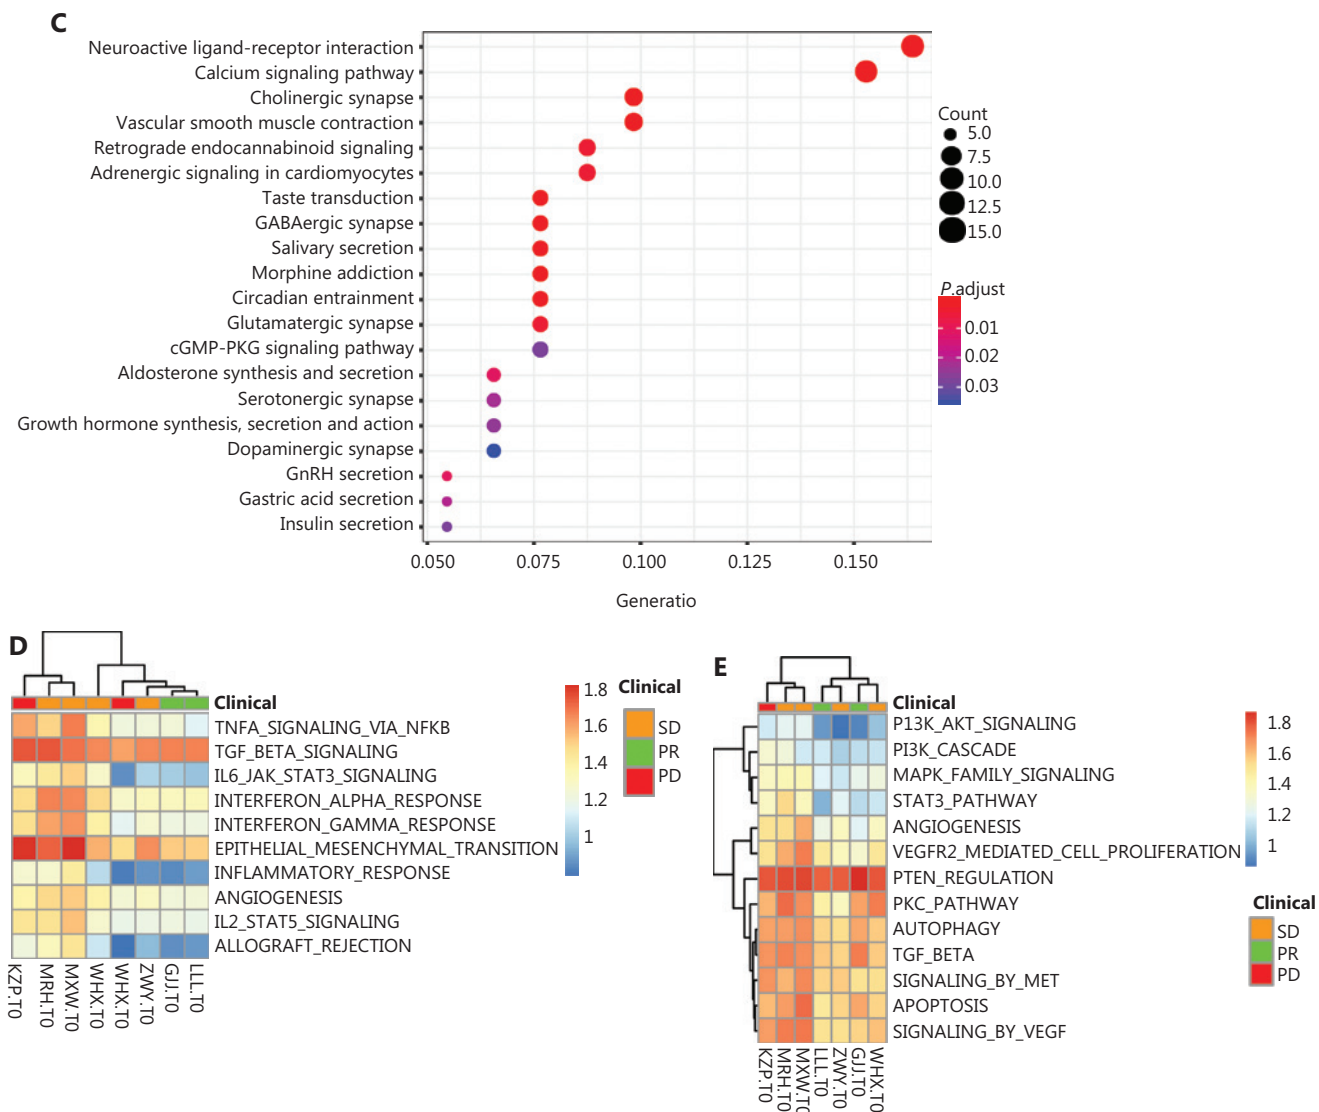 C
Neuroactive ligand-receptor interaction
Calcium signaling pathway
Cholinergic synapse
Vascular smooth muscle contraction
Retrograde endocannabinoid signaling
Adrenergic signaling in cardiomyocytes
Taste transduction
GABAergic synapse
Salivary secretion
Morphine addiction
Circadian entrainment
Glutamatergic synapse
cGMP-PKG signaling pathway
Aldosterone synthesis and secretion
Serotonergic synapse
Growth hormone synthesis, secretion and action
Dopaminergic synapse
GnRH secretion
Gastric acid secretion
Insulin secretion
0.050 0.075 0.100 0.125 0.150
Generatio
Count
5.0
7.5
10.0
12.5
15.0
P.adjust
0.01
0.02
0.03
D
Clinical
TNFA_SIGNALING_VIA_NFKB
TGF_BETA_SIGNALING
IL6_JAK_STAT3_SIGNALING
INTERFERON_ALPHA_RESPONSE
INTERFERON_GAMMA_RESPONSE
EPITHELIAL_MESENCHYMAL_TRANSITION
INFLAMMATORY_RESPONSE
ANGIOGENESIS
IL2_STAT5_SIGNALING
ALLOGRAFT_REJECTION
KZP.T0
MRH.T0
MXW.T0
WHX.T0
WHX.T0
ZWY.T0
GJJ.T0
LLL.T0
1.8
1.6
1.4
1.2
1
Clinical
SD
PR
PD
E
Clinical
P13K_AKT_SIGNALING
PI3K_CASCADE
MAPK_FAMILY_SIGNALING
STAT3_PATHWAY
ANGIOGENESIS
VEGFR2_MEDIATED_CELL_PROLIFERATION
PTEN_REGULATION
PKC_PATHWAY
AUTOPHAGY
TGF_BETA
SIGNALING_BY_MET
APOPTOSIS
SIGNALING_BY_VEGF
KZP.T0
MRH.T0
MXW.T0
LLL.T0
ZWY.T0
GJJ.T0
WHX.T0
1.8
1.6
1.4
1.2
1
Clinical
SD
PR
PD